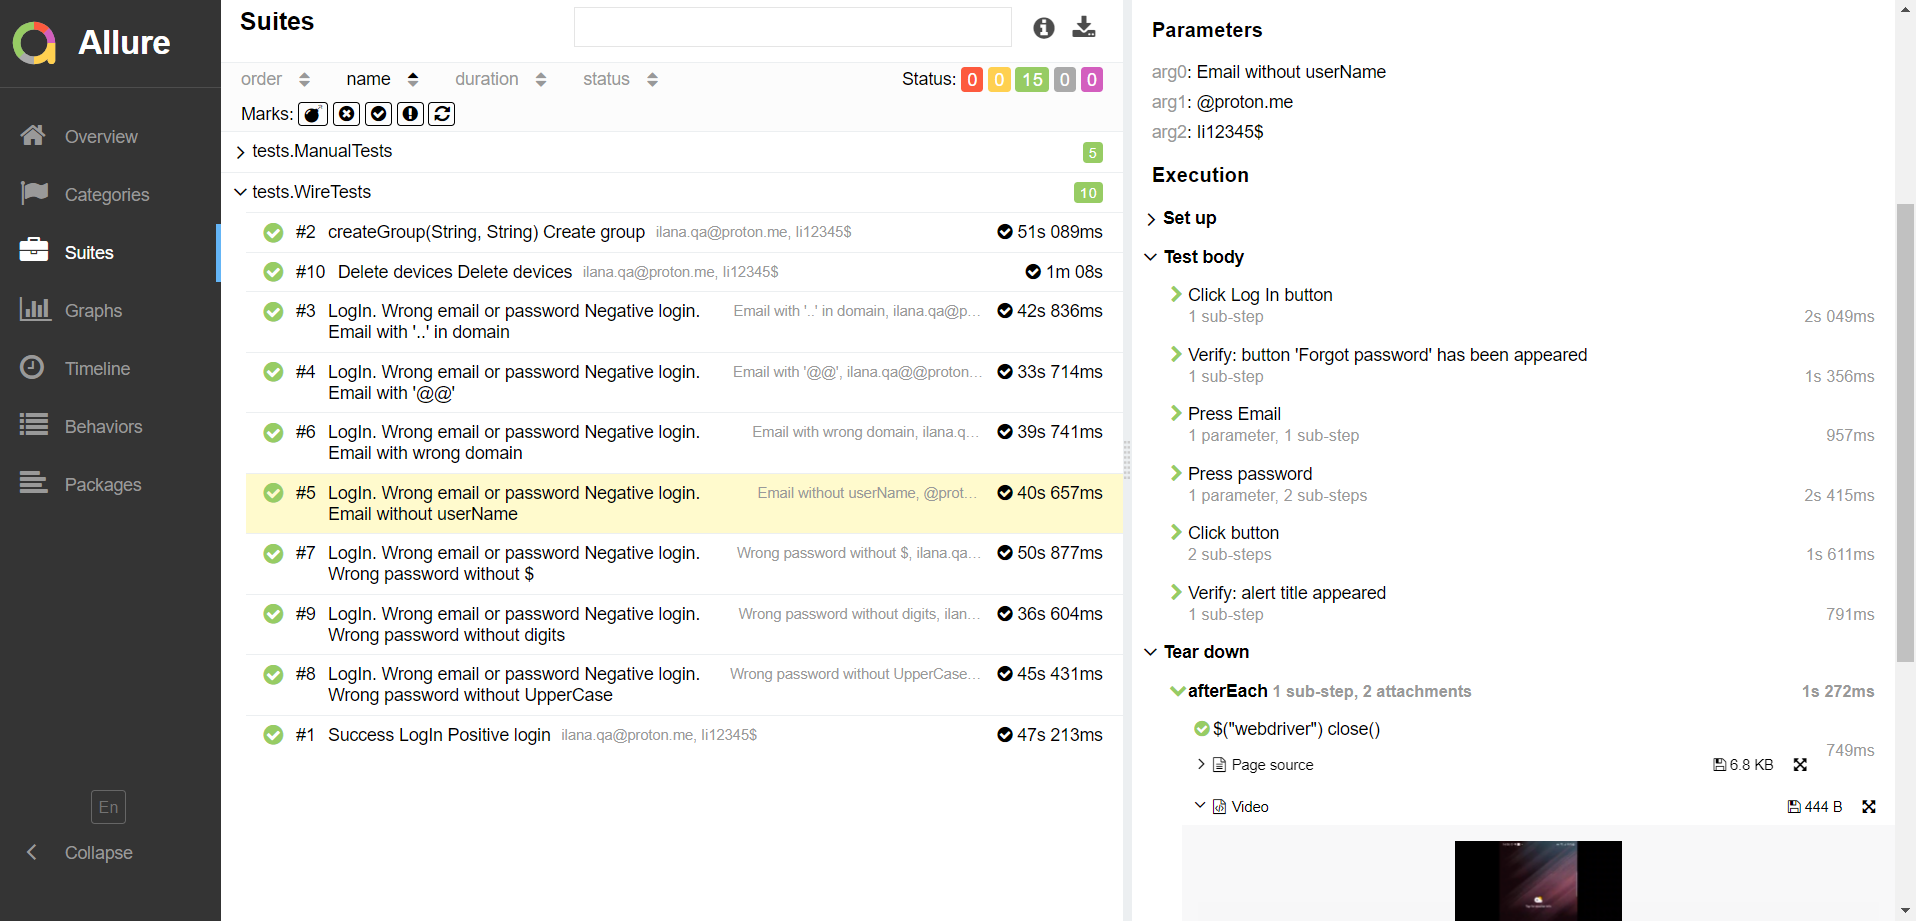 Allure
Overview
Categories
Suites
Graphs
Timeline
Behaviors
Packages
En
Collapse
Suites
order name duration status Status: 0 0 15 0 0
Marks:
tests.ManualTests 5
tests.WireTests 10
#2 createGroup(String, String) Create group ilana.qa@proton.me, li12345$ 51s 089ms
#10 Delete devices Delete devices ilana.qa@proton.me, li12345$ 1m 08s
#3 LogIn. Wrong email or password Negative login. Email with '..' in domain, ilana.qa@p... 42s 836ms
Email with '..' in domain
#4 LogIn. Wrong email or password Negative login. Email with '@@', ilana.qa@@proton... 33s 714ms
Email with '@@'
#6 LogIn. Wrong email or password Negative login. Email with wrong domain, ilana.q... 39s 741ms
Email with wrong domain
#5 LogIn. Wrong email or password Negative login. Email without userName, @prot... 40s 657ms
Email without userName
#7 LogIn. Wrong email or password Negative login. Wrong password without $, ilana.qa... 50s 877ms
Wrong password without $
#9 LogIn. Wrong email or password Negative login. Wrong password without digits, ilan... 36s 604ms
Wrong password without digits
#8 LogIn. Wrong email or password Negative login. Wrong password without UpperCase... 45s 431ms
Wrong password without UpperCase
#1 Success LogIn Positive login ilana.qa@proton.me, li12345$ 47s 213ms
Parameters
arg0: Email without userName
arg1: @proton.me
arg2: li12345$
Execution
Set up
Test body
Click Log In button
1 sub-step 2s 049ms
Verify: button 'Forgot password' has been appeared
1 sub-step 1s 356ms
Press Email
1 parameter, 1 sub-step 957ms
Press password
1 parameter, 2 sub-steps 2s 415ms
Click button
2 sub-steps 1s 611ms
Verify: alert title appeared
1 sub-step 791ms
Tear down
afterEach 1 sub-step, 2 attachments 1s 272ms
$("webdriver") close()
749ms
Page source 6.8 KB
Video 444 B